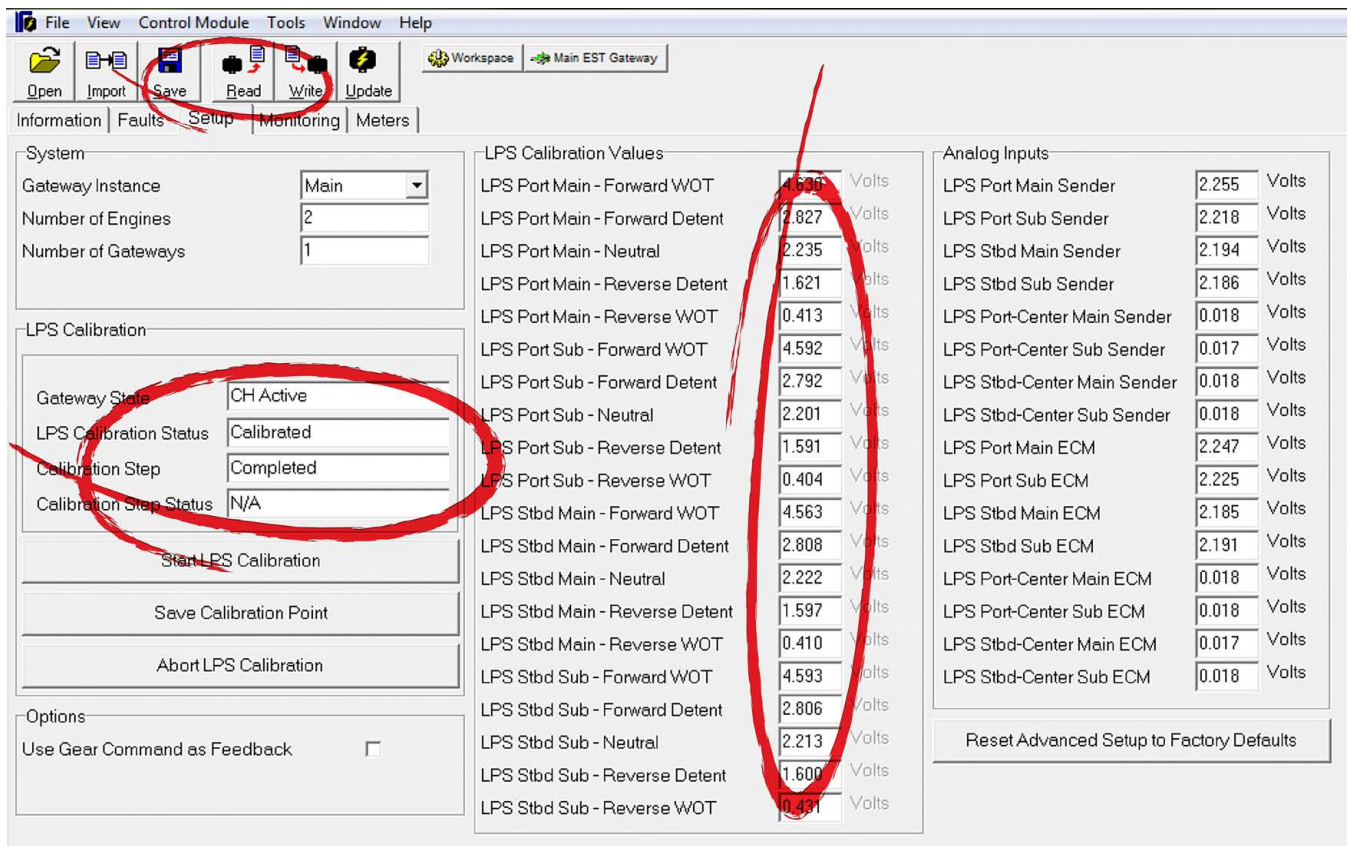 File View Control Module Tools Window Help
Open Import Save Read Write Update
Workspace Main EST Gateway
Information Faults Setup Monitoring Meters
System
Gateway Instance Main
Number of Engines 2
Number of Gateways 1
LPS Calibration
Gateway State CH Active
LPS Calibration Status Calibrated
Calibration Step Completed
Calibration Step Status N/A
Start LPS Calibration
Save Calibration Point
Abort LPS Calibration
Options
Use Gear Command as Feedback
LPS Calibration Values
LPS Port Main - Forward WOT 4.630 Volts
LPS Port Main - Forward Detent 2.827 Volts
LPS Port Main - Neutral 2.235 Volts
LPS Port Main - Reverse Detent 1.621 Volts
LPS Port Main - Reverse WOT 0.413 Volts
LPS Port Sub - Forward WOT 4.592 Volts
LPS Port Sub - Forward Detent 2.792 Volts
LPS Port Sub - Neutral 2.201 Volts
LPS Port Sub - Reverse Detent 1.591 Volts
LPS Port Sub - Reverse WOT 0.404 Volts
LPS Stbd Main - Forward WOT 4.563 Volts
LPS Stbd Main - Forward Detent 2.808 Volts
LPS Stbd Main - Neutral 2.222 Volts
LPS Stbd Main - Reverse Detent 1.597 Volts
LPS Stbd Main - Reverse WOT 0.410 Volts
LPS Stbd Sub - Forward WOT 4.593 Volts
LPS Stbd Sub - Forward Detent 2.806 Volts
LPS Stbd Sub - Neutral 2.213 Volts
LPS Stbd Sub - Reverse Detent 1.600 Volts
LPS Stbd Sub - Reverse WOT 0.431 Volts
Analog Inputs
LPS Port Main Sender 2.255 Volts
LPS Port Sub Sender 2.218 Volts
LPS Stbd Main Sender 2.194 Volts
LPS Stbd Sub Sender 2.186 Volts
LPS Port-Center Main Sender 0.018 Volts
LPS Port-Center Sub Sender 0.017 Volts
LPS Stbd-Center Main Sender 0.018 Volts
LPS Stbd-Center Sub Sender 0.018 Volts
LPS Port Main ECM 2.247 Volts
LPS Port Sub ECM 2.225 Volts
LPS Stbd Main ECM 2.185 Volts
LPS Stbd Sub ECM 2.191 Volts
LPS Port-Center Main ECM 0.018 Volts
LPS Port-Center Sub ECM 0.018 Volts
LPS Stbd-Center Main ECM 0.017 Volts
LPS Stbd-Center Sub ECM 0.018 Volts
Reset Advanced Setup to Factory Defaults